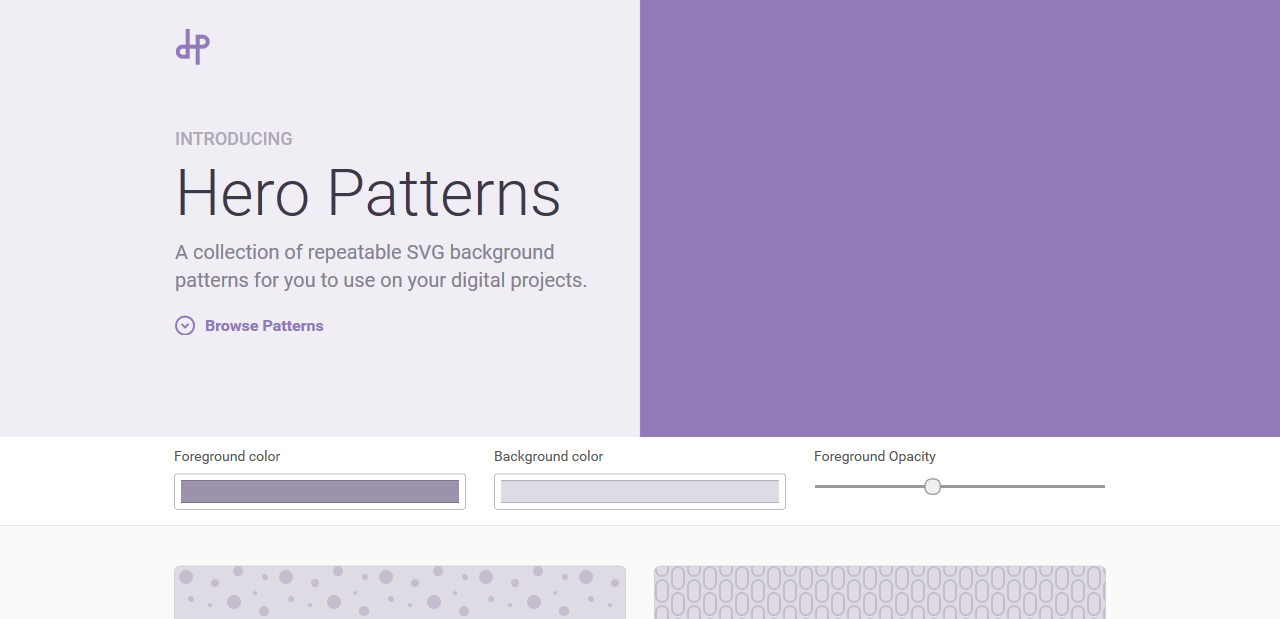 INTRODUCING
Hero Patterns
A collection of repeatable SVG background
patterns for you to use on your digital projects.
Browse Patterns
Foreground color
Background color
Foreground Opacity